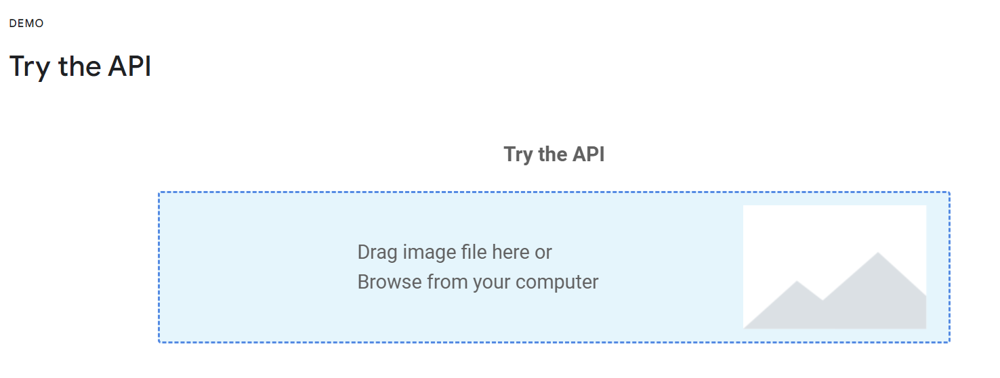 DEMO
Try the API
Try the API
Drag image file here or
Browse from your computer